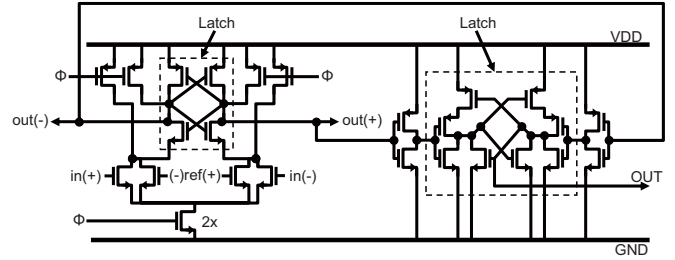 Latch
Latch
VDD
Φ
Φ
out(-)
out(+)
in(+)
(-)ref(+)
in(-)
OUT
Φ
2x
GND